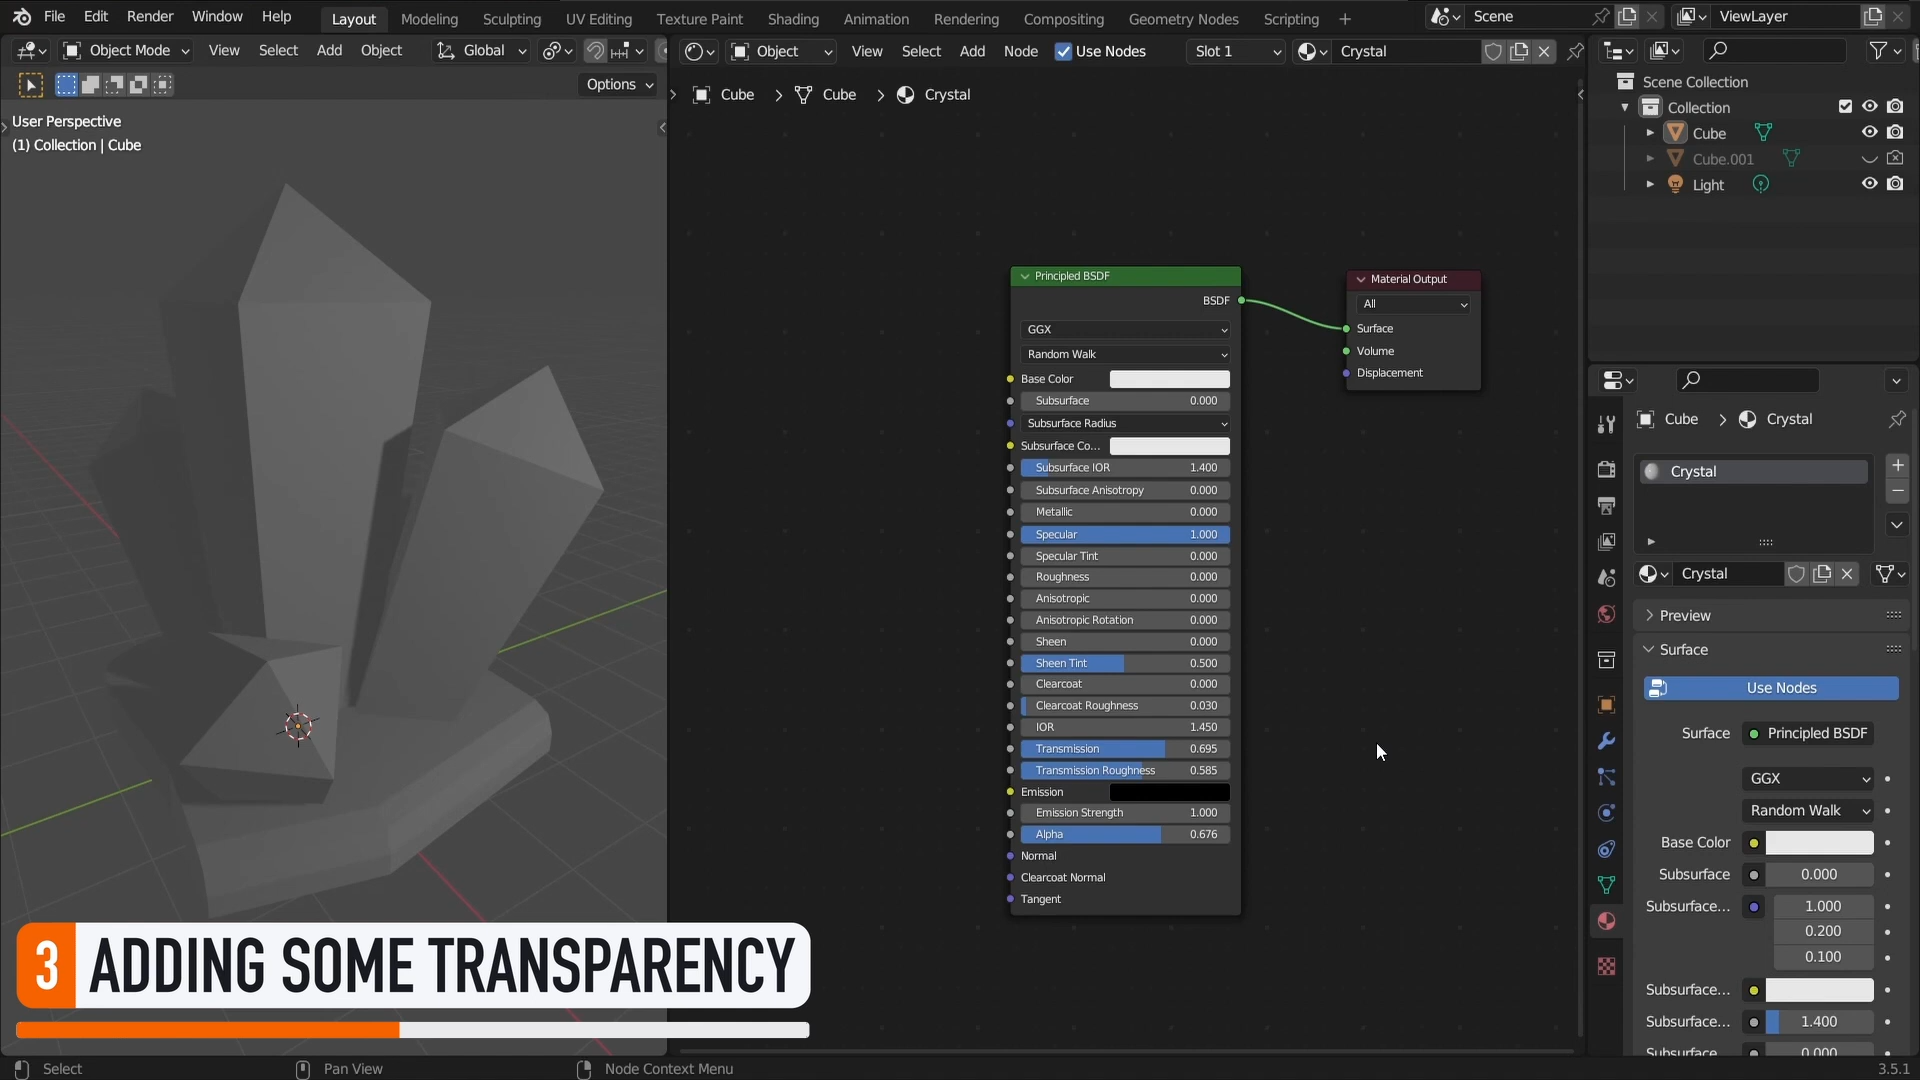 File Edit Render Window Help Layout Modeling Sculpting UV Editing Texture Paint Shading Animation Rendering Compositing Geometry Nodes Scripting + Scene ViewLayer
Object Mode View Select Add Object Global
Object View Select Add Node Use Nodes Slot 1 Crystal
Options
User Perspective
(1) Collection | Cube
Cube > Cube > Crystal
Principled BSDF
BSDF
GGX
Random Walk
Base Color
Subsurface 0.000
Subsurface Radius
Subsurface Co...
Subsurface IOR 1.400
Subsurface Anisotropy 0.000
Metallic 0.000
Specular 1.000
Specular Tint 0.000
Roughness 0.000
Anisotropic 0.000
Anisotropic Rotation 0.000
Sheen 0.000
Sheen Tint 0.500
Clearcoat 0.000
Clearcoat Roughness 0.030
IOR 1.450
Transmission 0.695
Transmission Roughness 0.585
Emission
Emission Strength 1.000
Alpha 0.676
Normal
Clearcoat Normal
Tangent
Material Output
All
Surface
Volume
Displacement
Scene Collection
Collection
Cube
Cube.001
Light
Cube > Crystal
Crystal
Crystal
Preview
Surface
Use Nodes
Surface Principled BSDF
GGX
Random Walk
Base Color
Subsurface 0.000
Subsurface... 1.000
0.200
0.100
Subsurface...
Subsurface... 1.400
Subsurface 0.000
3 ADDING SOME TRANSPARENCY
Select Pan View Node Context Menu 3.5.1